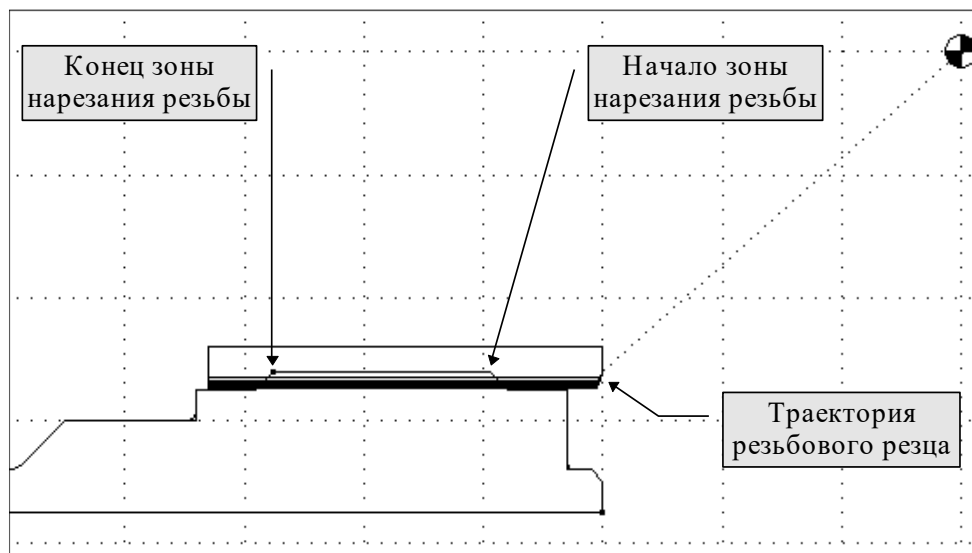 Конец зоны
нарезания резьбы
Начало зоны
нарезания резьбы
Траектория
резьбового резца